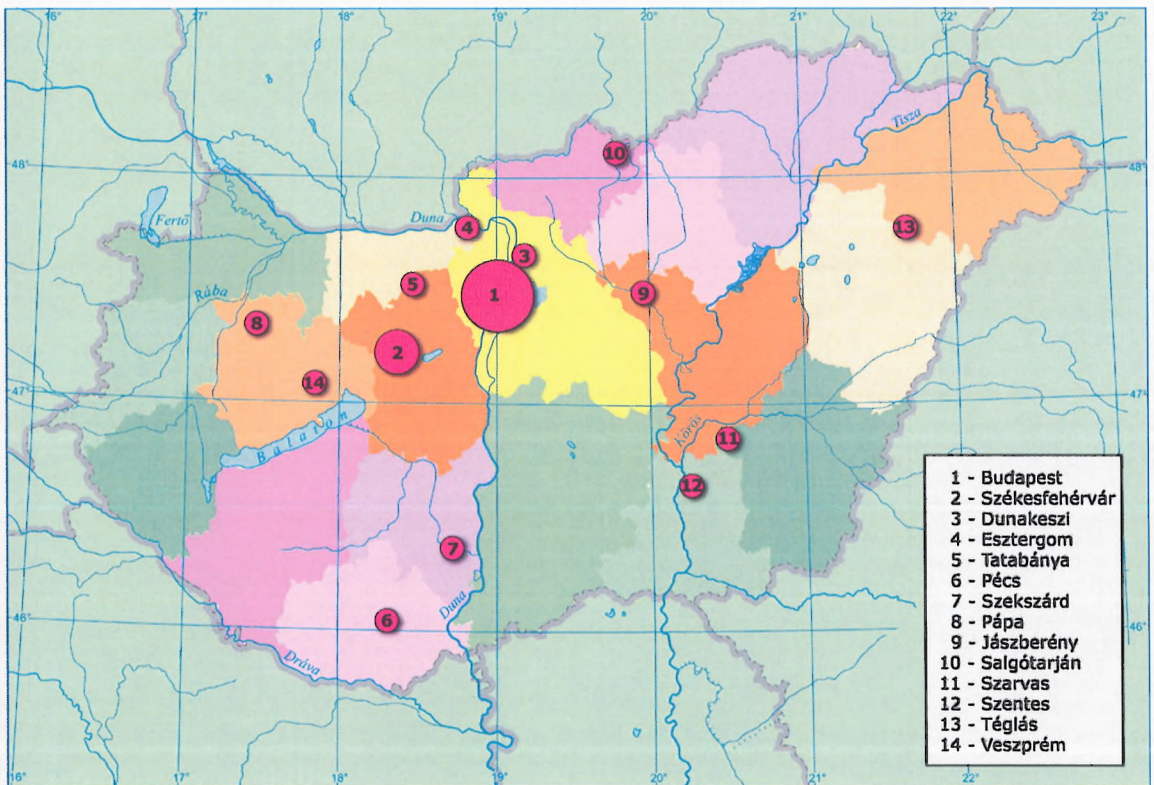 17°
18°
19°
20°
21°
22°
23°
48°
48°
Tisza
10
Fertő
Duna
4
13
3
Rába
5
1
9
8
2
14
47°
47°
Balaton
Körös
11
12
7
Duna
6
46°
46°
Dráva
16°
17°
18°
19°
20°
21°
22°
1 - Budapest
2 - Székesfehérvár
3 - Dunakeszi
4 - Esztergom
5 - Tatabánya
6 - Pécs
7 - Szekszárd
8 - Pápa
9 - Jászberény
10 - Salgótarján
11 - Szarvas
12 - Szentes
13 - Téglás
14 - Veszprém